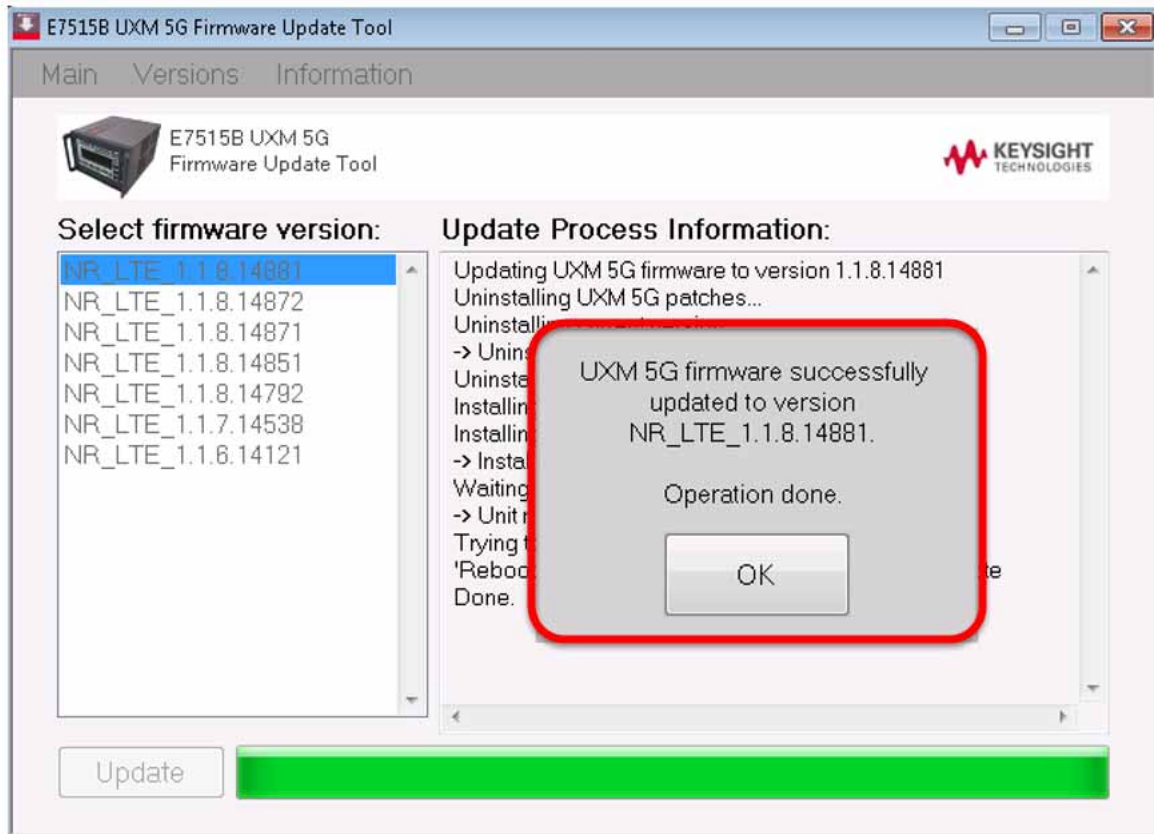 E7515B UXM 5G Firmware Update Tool
Main Versions Information
E7515B UXM 5G
Firmware Update Tool
KEYSIGHT
TECHNOLOGIES
Select firmware version:
NR_LTE_1.1.8.14881
NR_LTE_1.1.8.14872
NR_LTE_1.1.8.14871
NR_LTE_1.1.8.14851
NR_LTE_1.1.8.14792
NR_LTE_1.1.7.14538
NR_LTE_1.1.6.14121
Update Process Information:
Updating UXM 5G firmware to version 1.1.8.14881
Uninstalling UXM 5G patches...
->
->
Waiting
-> Unit
Trying
Done.
UXM 5G firmware successfully
updated to version
NR_LTE_1.1.8.14881.
Operation done.
OK
Update